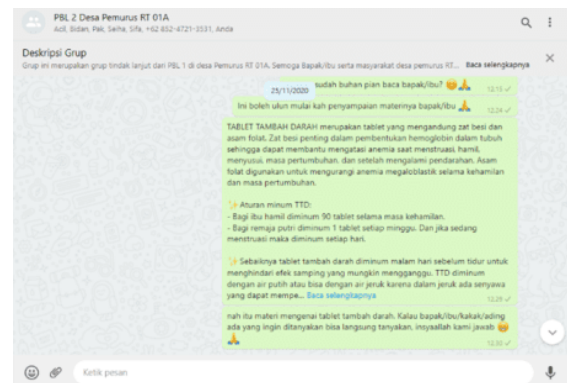 PBL 2 Desa Pemurus RT 01A
Acil, Bidan, Pak, Selha, Sifa, +62 852-4721-3531, Anda
Deskripsi Grup
Grup ini merupakan grup tindak lanjut dari PBL 1 di desa Pemurus RT 01A. Semoga Bapak/ibu serta masyarakat desa pemurus RT... Baca selengkapnya
25/11/2020
sudah buhan pian baca bapak/ibu? 😊🙏 12.15
Ini boleh ulun mulai kah penyampaian materinya bapak/ibu 🙏 12.24
TABLET TAMBAH DARAH merupakan tablet yang mengandung zat besi dan
asam folat. Zat besi penting dalam pembentukan hemoglobin dalam tubuh
sehingga dapat membantu mengatasi anemia saat menstruasi, hamil,
menyusui, masa pertumbuhan, dan setelah mengalami pendarahan. Asam
folat digunakan untuk mengurangi anemia megaloblastik selama kehamilan
dan masa pertumbuhan.
✨ Aturan minum TTD:
- Bagi ibu hamil diminum 90 tablet selama masa kehamilan.
- Bagi remaja putri diminum 1 tablet setiap minggu. Dan jika sedang
menstruasi maka diminum setiap hari.
✨ Sebaiknya tablet tambah darah diminum malam hari sebelum tidur untuk
menghindari efek samping yang mungkin mengganggu. TTD diminum
dengan air putih atau bisa dengan air jeruk karena dalam jeruk ada senyawa
yang dapat mempe... Baca selengkapnya 12.29
nah itu materi mengenai tablet tambah darah. Kalau bapak/ibu/kakak/ading
ada yang ingin ditanyakan bisa langsung tanyakan, insyaallah kami jawab 😊
🙏 12.30
Ketik pesan